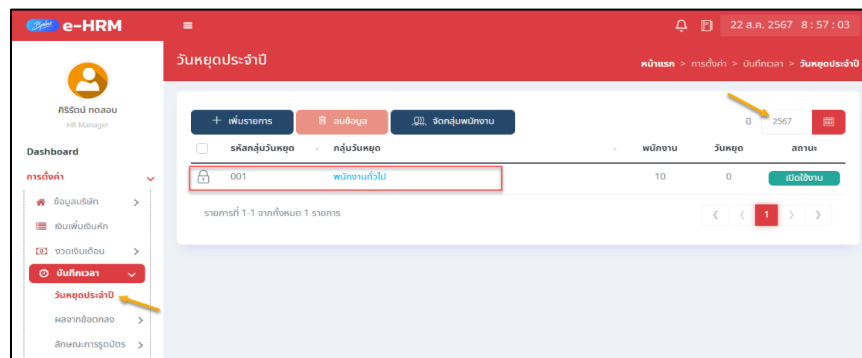 e-HRM
22 ส.ค. 2567 8 : 57 : 03
วันหยุดประจำปี
หน้าแรก > การตั้งค่า > บันทึกเวลา > วันหยุดประจำปี
ศิริรัตน์ ทดสอบ
HR Manager
Dashboard
การตั้งค่า
ข้อมูลบริษัท
เงินเพิ่มเงินหัก
งวดเงินเดือน
บันทึกเวลา
วันหยุดประจำปี
ผลจากข้อตกลง
ลักษณะการรูดบัตร
+ เพิ่มรายการ
ลบข้อมูล
จัดกลุ่มพนักงาน
ปี 2567
รหัสกลุ่มวันหยุด กลุ่มวันหยุด พนักงาน วันหยุด สถานะ
001 พนักงานทั่วไป 10 0 เปิดใช้งาน
รายการที่ 1-1 จากทั้งหมด 1 รายการ
1